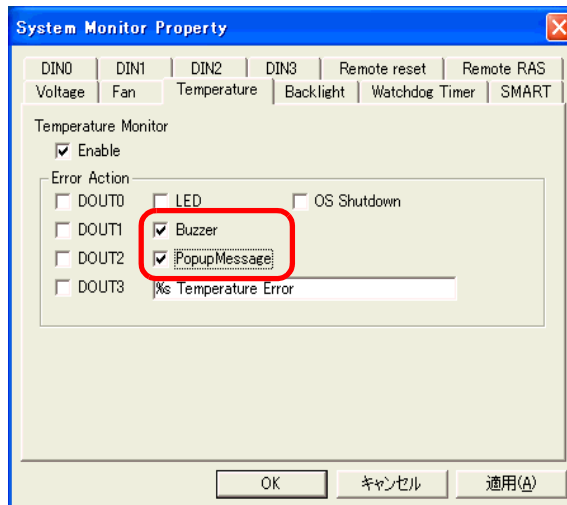 System Monitor Property
DIN0 DIN1 DIN2 DIN3 Remote reset Remote RAS
Voltage Fan Temperature Backlight Watchdog Timer SMART
Temperature Monitor
Enable
Error Action
DOUT0 LED OS Shutdown
DOUT1 Buzzer
DOUT2 PopupMessage
DOUT3 %s Temperature Error
OK キャンセル 適用(A)